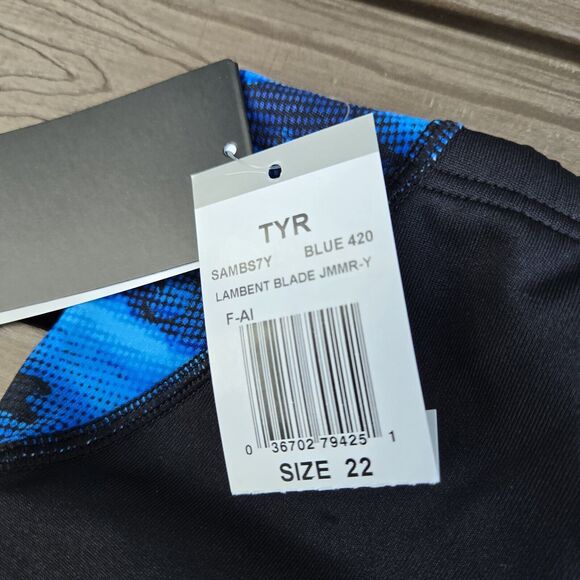 TYR
SAMBS7Y BLUE 420
LAMBENT BLADE JMMR-Y
F-AI
0 36702 79425 1
SIZE 22